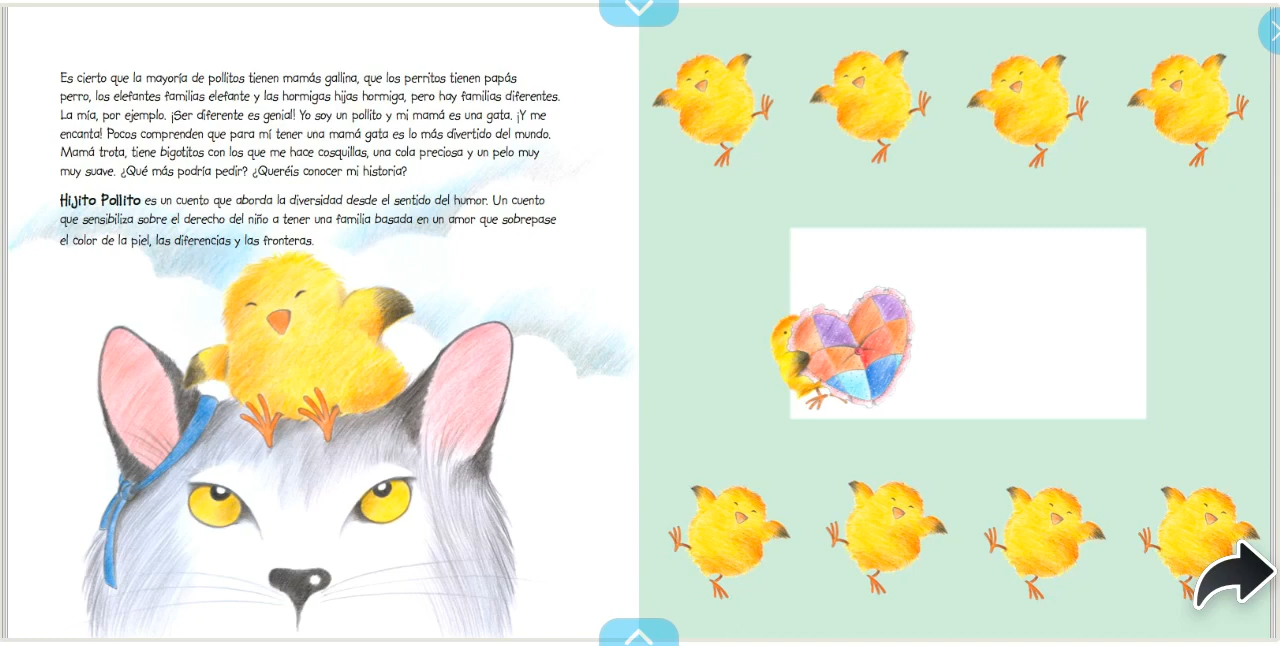 Es cierto que la mayoría de pollitos tienen mamás gallina, que los perritos tienen papás
perro, los elefantes familias elefante y las hormigas hijas hormiga, pero hay familias diferentes.
La mía, por ejemplo. ¡Ser diferente es genial! Yo soy un pollito y mi mamá es una gata. ¡Y me
encanta! Pocos comprenden que para mí tener una mamá gata es lo más divertido del mundo.
Mamá trota, tiene bigotitos con los que me hace cosquillas, una cola preciosa y un pelo muy
muy suave. ¿Qué más podría pedir? ¿Queréis conocer mi historia?
Hijito Pollito es un cuento que aborda la diversidad desde el sentido del humor. Un cuento
que sensibiliza sobre el derecho del niño a tener una familia basada en un amor que sobrepase
el color de la piel, las diferencias y las fronteras.